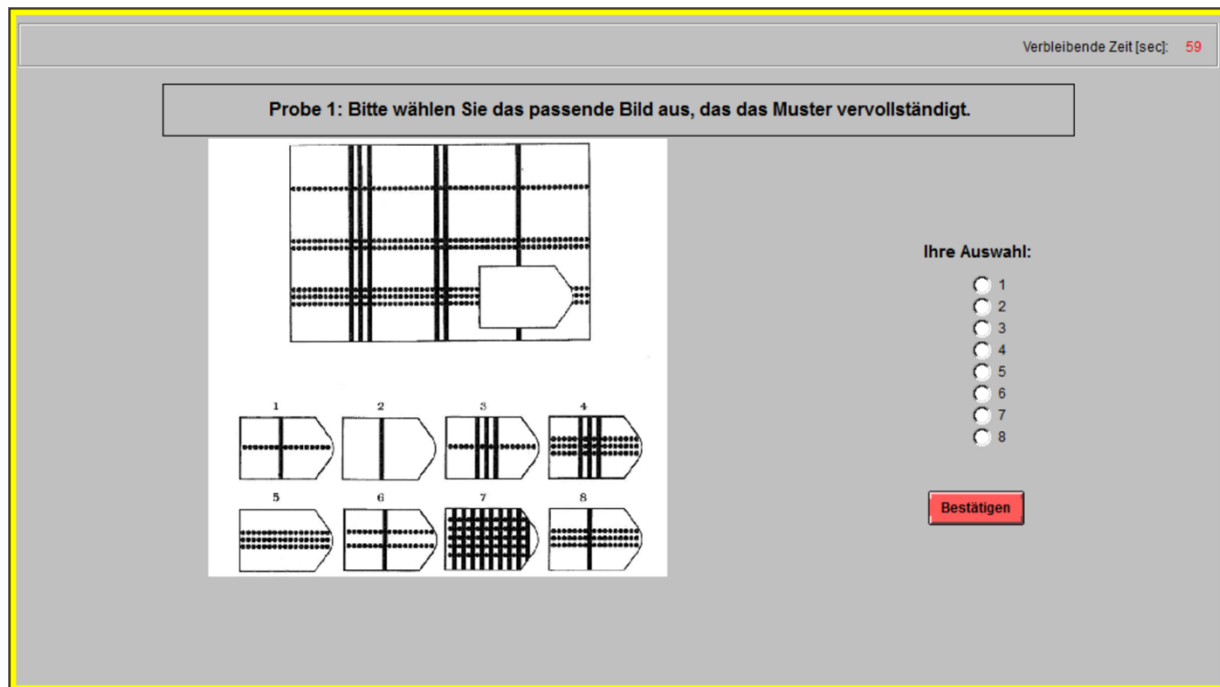 Verbleibende Zeit [sec]: 59
Probe 1: Bitte wählen Sie das passende Bild aus, das das Muster vervollständigt.
Ihre Auswahl:
1
2
3
4
5
6
7
8
Bestätigen
1 2 3 4
5 6 7 8